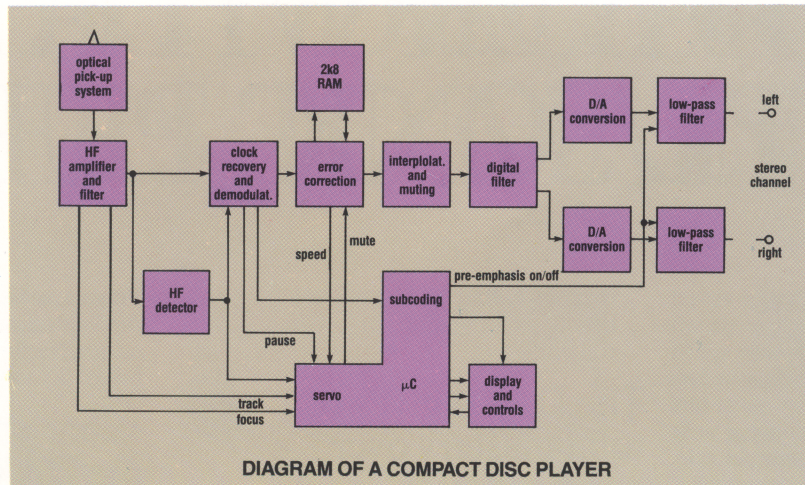 optical
pick-up
system
2k8
RAM
D/A
conversion
low-pass
filter
left
HF
amplifier
and
filter
clock
recovery
and
demodulat.
error
correction
interplolat.
and
muting
digital
filter
stereo
channel
D/A
conversion
low-pass
filter
right
speed
mute
HF
detector
subcoding
pre-emphasis on/off
pause
servo
μC
display
and
controls
track
focus
DIAGRAM OF A COMPACT DISC PLAYER